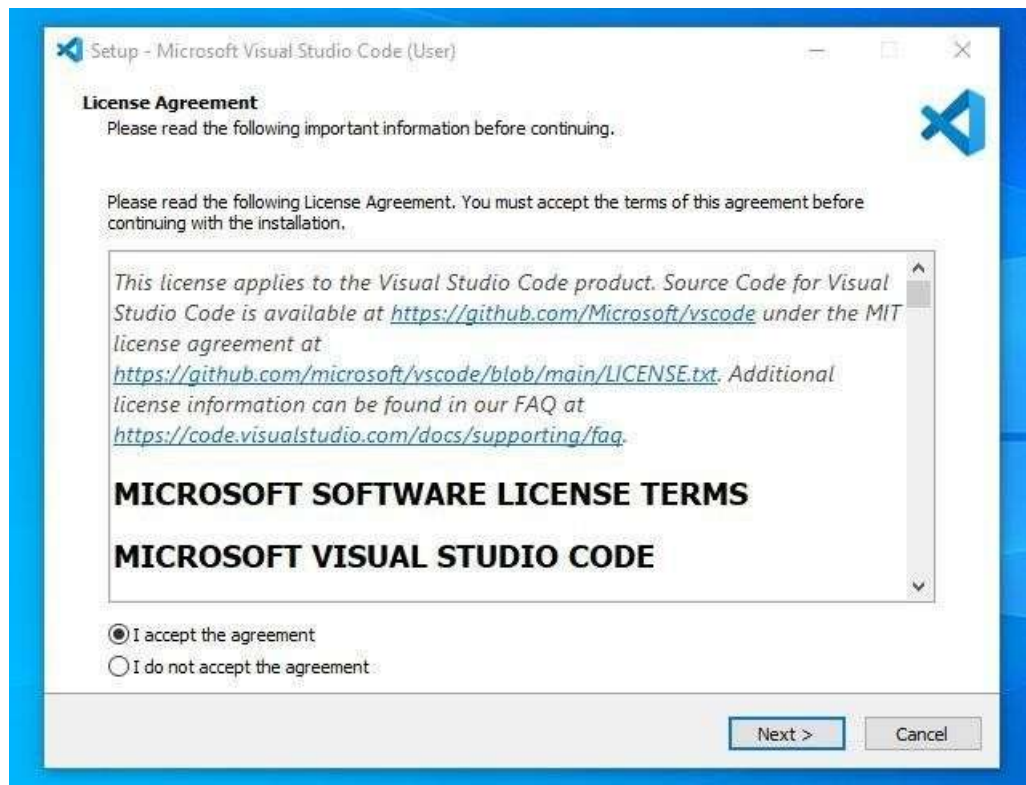 Setup - Microsoft Visual Studio Code (User)
License Agreement
Please read the following important information before continuing.
Please read the following License Agreement. You must accept the terms of this agreement before
continuing with the installation.
This license applies to the Visual Studio Code product. Source Code for Visual
Studio Code is available at https://github.com/Microsoft/vscode under the MIT
license agreement at
https://github.com/microsoft/vscode/blob/main/LICENSE.txt. Additional
license information can be found in our FAQ at
https://code.visualstudio.com/docs/supporting/faq.
MICROSOFT SOFTWARE LICENSE TERMS
MICROSOFT VISUAL STUDIO CODE
I accept the agreement
I do not accept the agreement
Next >
Cancel